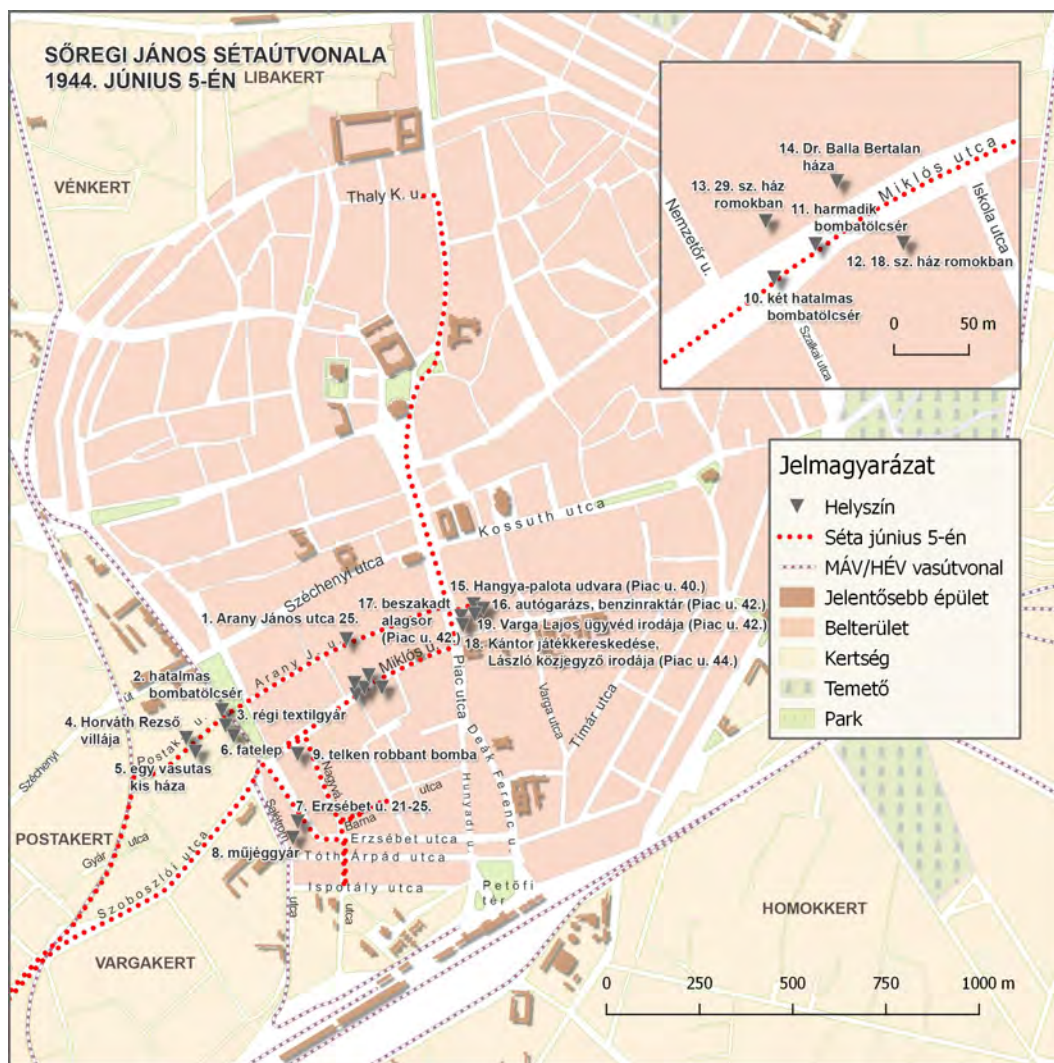 SŐREGI JÁNOS SÉTAÚTVONALA
1944. JÚNIUS 5-ÉN
LIBAKERT
VÉNKERT
Thaly K. u.
14. Dr. Balla Bertalan
háza
Miklós utca
13. 29. sz. ház
romokban
11. harmadik
bombatölcsér
Iskola utca
Nemzetőr u.
12. 18. sz. ház romokban
10. két hatalmas
bombatölcsér
Szalkai utca
0 50 m
Jelmagyarázat
Helyszín
Séta június 5-én
MÁV/HÉV vasútvonal
Jelentősebb épület
Belterület
Kertség
Temető
Park
Kossuth utca
Széchenyi utca
15. Hangya-palota udvara (Piac u. 40.)
17. beszakadt
alagsor
(Piac u. 42.)
16. autógarázs, benzinraktár (Piac u. 42.)
1. Arany János utca 25.
19. Varga Lajos ügyvéd irodája (Piac u. 42.)
18. Kántor játékkereskedése,
László közjegyző irodája (Piac u. 44.)
Arany J. u.
Miklós u.
Piac utca
2. hatalmas
bombatölcsér
3. régi textilgyár
4. Horváth Rezső
villája
Postak. u.
6. fatelep
5. egy vasutas
kis háza
9. telken robbant bomba
Varga utca
Tímár utca
Deák Ferenc u.
Hunyadi u.
Széchenyi
út
Nagyvá
utca
7. Erzsébet u. 21-25.
Barna
Erzsébet utca
8. műjéggyár
Tóth Árpád utca
Ispotály utca
Petőfi
tér
POSTAKERT
Gyár
utca
Szoboszlói utca
utca
utca
VARGAKERT
HOMOKKERT
0 250 500 750 1000 m